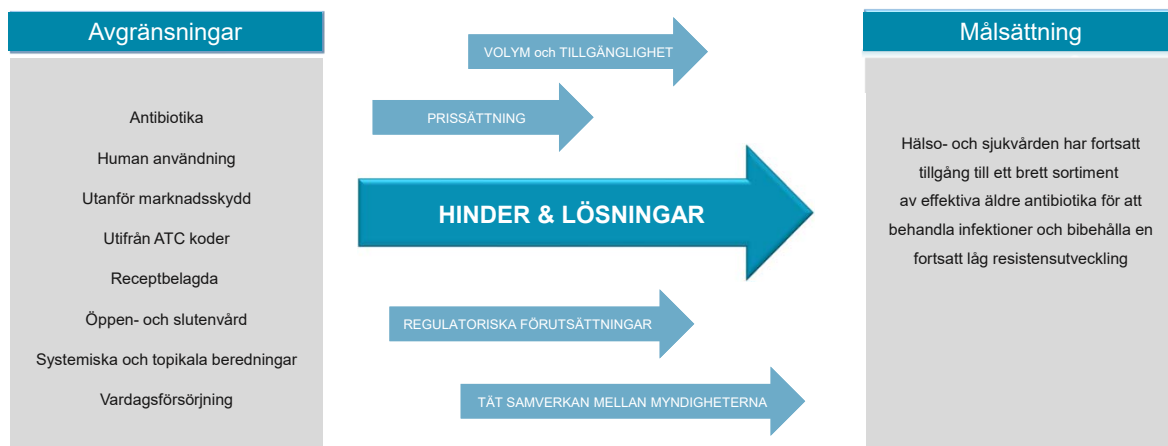 Avgränsningar
Antibiotika
Human användning
Utanför marknadsskydd
Utifrån ATC koder
Receptbelagda
Öppen- och slutenvård
Systemiska och topikala beredningar
Vardagsförsörjning
VOLYM och TILLGÄNGLIGHET
PRISSÄTTNING
HINDER & LÖSNINGAR
REGULATORISKA FÖRUTSÄTTNINGAR
TÄT SAMVERKAN MELLAN MYNDIGHETERNA
Målsättning
Hälso- och sjukvården har fortsatt
tillgång till ett brett sortiment
av effektiva äldre antibiotika för att
behandla infektioner och bibehålla en
fortsatt låg resistensutveckling